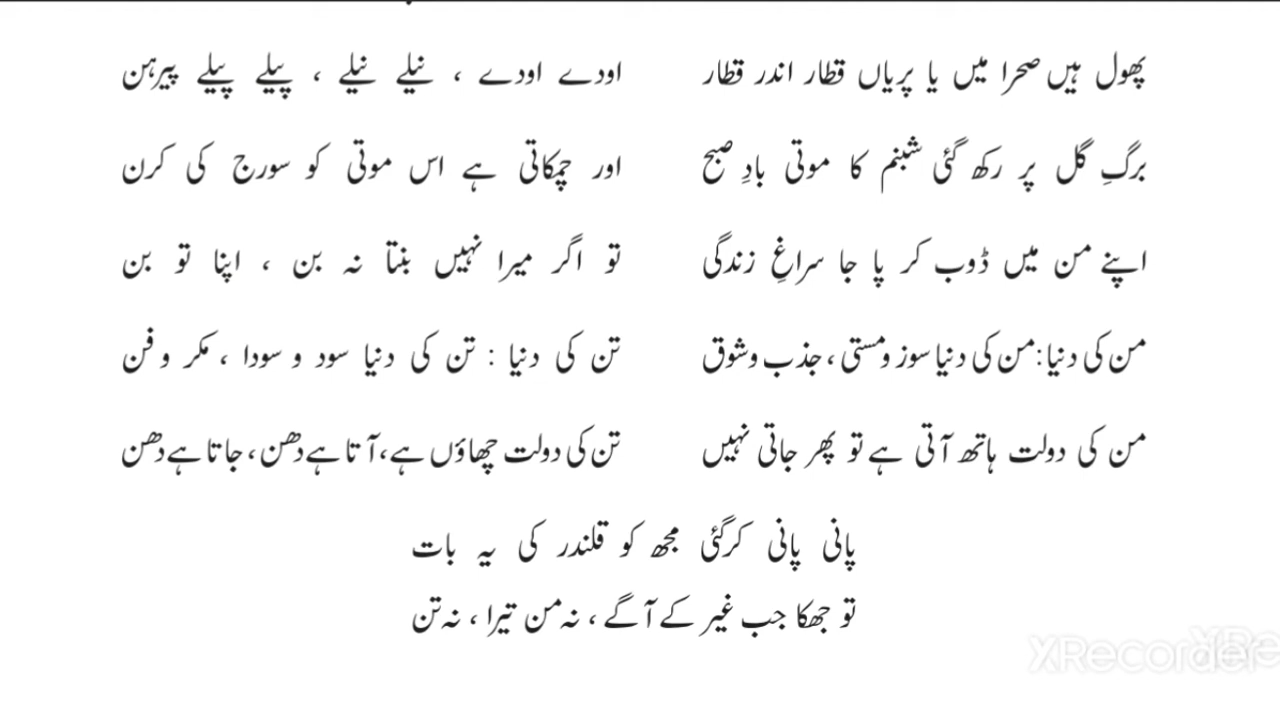 پھول ہیں صحرا میں یا پریاں قطار اندر قطار اودے اودے ، نیلے نیلے ، پیلے پیلے پیرہن
برگِ گل پر رکھ گئی شبنم کا موتی بادِ صبح اور چمکاتی ہے اس موتی کو سورج کی کرن
اپنے من میں ڈوب کر پا جا سراغِ زندگی تو اگر میرا نہیں بنتا نہ بن ، اپنا تو بن
من کی دنیا : من کی دنیا سوز و مستی ، جذب و شوق تن کی دنیا : تن کی دنیا سود و سودا ، مکر و فن
من کی دولت ہاتھ آتی ہے تو پھر جاتی نہیں تن کی دولت چھاؤں ہے، آتا ہے دھن ، جاتا ہے دھن
پانی پانی کر گئی مجھ کو قلندر کی یہ بات
تو جھکا جب غیر کے آگے ، نہ من تیرا ، نہ تن
XRecorder